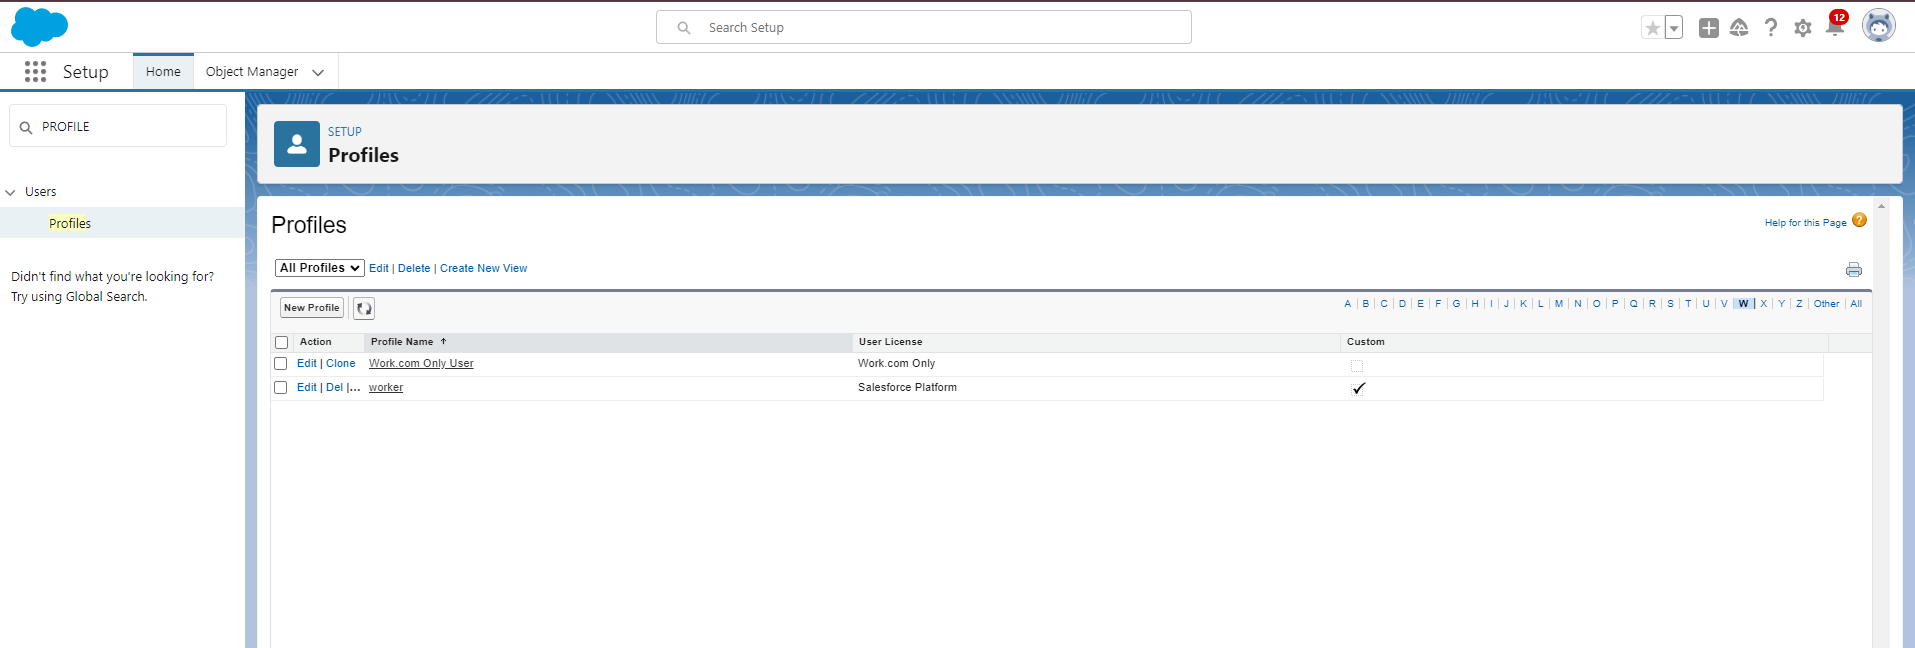 Search Setup
12
Setup
Home
Object Manager
PROFILE
Users
Profiles
Didn't find what you're looking for?
Try using Global Search.
SETUP
Profiles
Profiles
Help for this Page ?
All Profiles Edit | Delete | Create New View
New Profile
A | B | C | D | E | F | G | H | I | J | K | L | M | N | O | P | Q | R | S | T | U | V | W | X | Y | Z | Other | All
Action Profile Name User License Custom
Edit | Clone Work.com Only User Work.com Only
Edit | Del |... worker Salesforce Platform